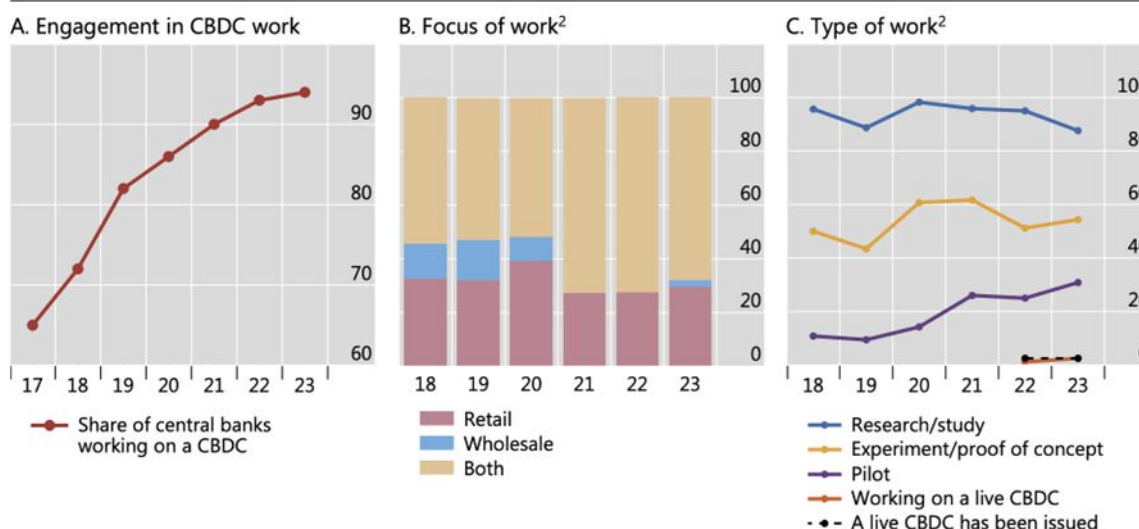 A. Engagement in CBDC work
90
80
70
60
17 18 19 20 21 22 23
Share of central banks
working on a CBDC
B. Focus of work²
100
80
60
40
20
0
18 19 20 21 22 23
Retail
Wholesale
Both
C. Type of work²
18 19 20 21 22 23
Research/study
Experiment/proof of concept
Pilot
Working on a live CBDC
A live CBDC has been issued